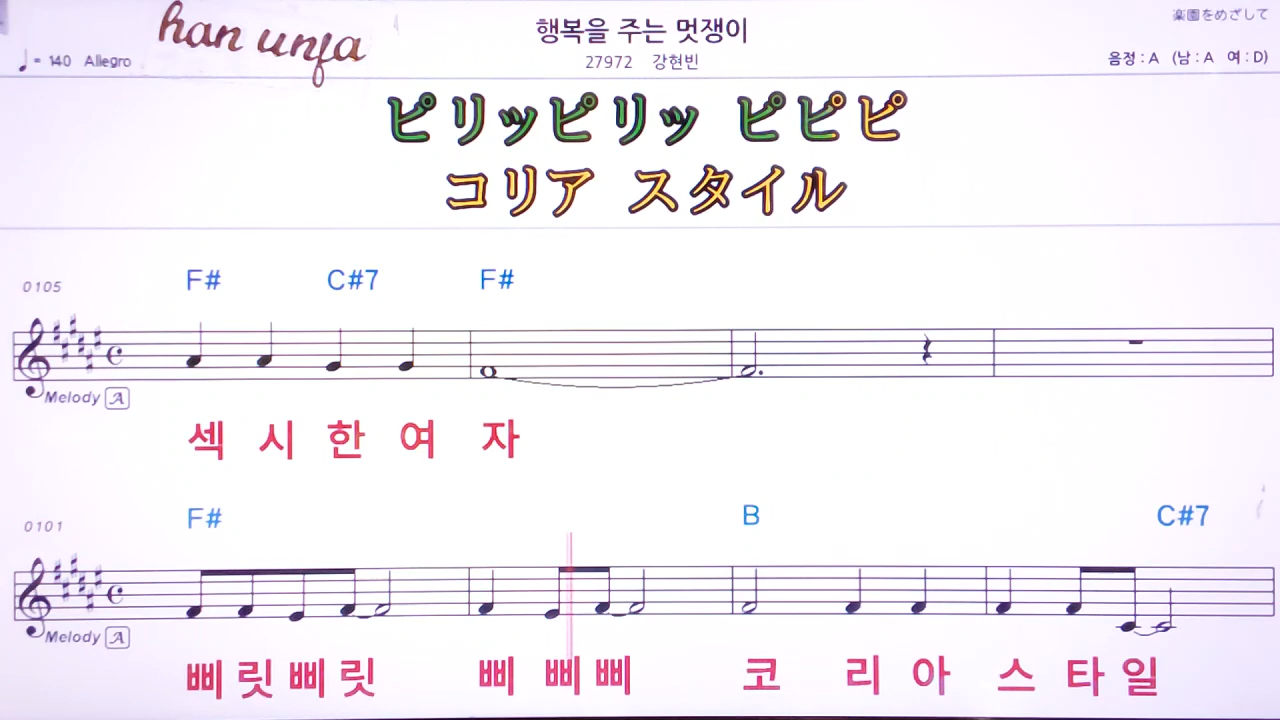 han unfa
행복을 주는 멋쟁이
楽園をめざして
♩= 140 Allegro
27972 강현빈
음정 : A (남 : A 여 : D)
ピリッピリッ ピピピ
コリア スタイル
0105
F# C#7 F#
Melody A
섹 시 한 여 자
0101
F# B C#7
Melody A
삐 릿 삐 릿 삐 삐 삐 코 리 아 스 타 일